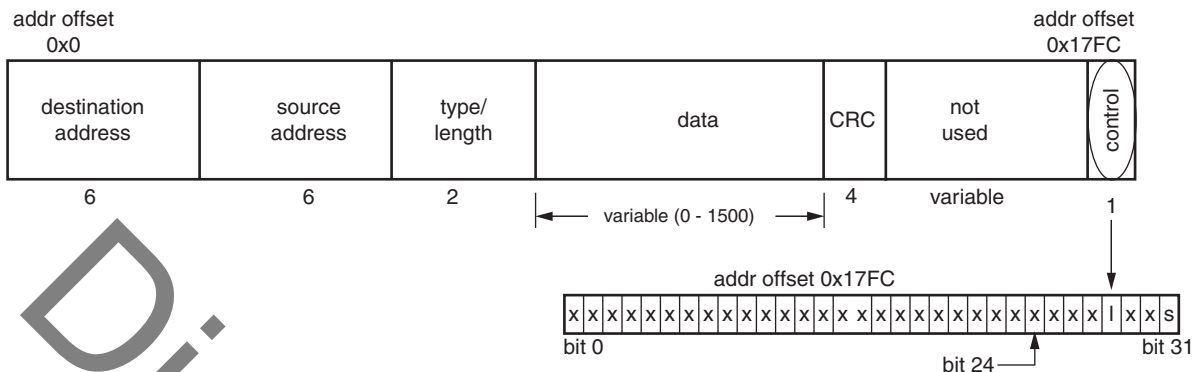 addr offset
0x0
addr offset
0x17FC
destination
address
source
address
type/
length
data
CRC
not
used
control
6
6
2
variable (0 - 1500)
4
variable
1
addr offset 0x17FC
x x x x x x x x x x x x x x x x x x x x x x x x x x x x l x x s
bit 0
bit 24
bit 31
Di